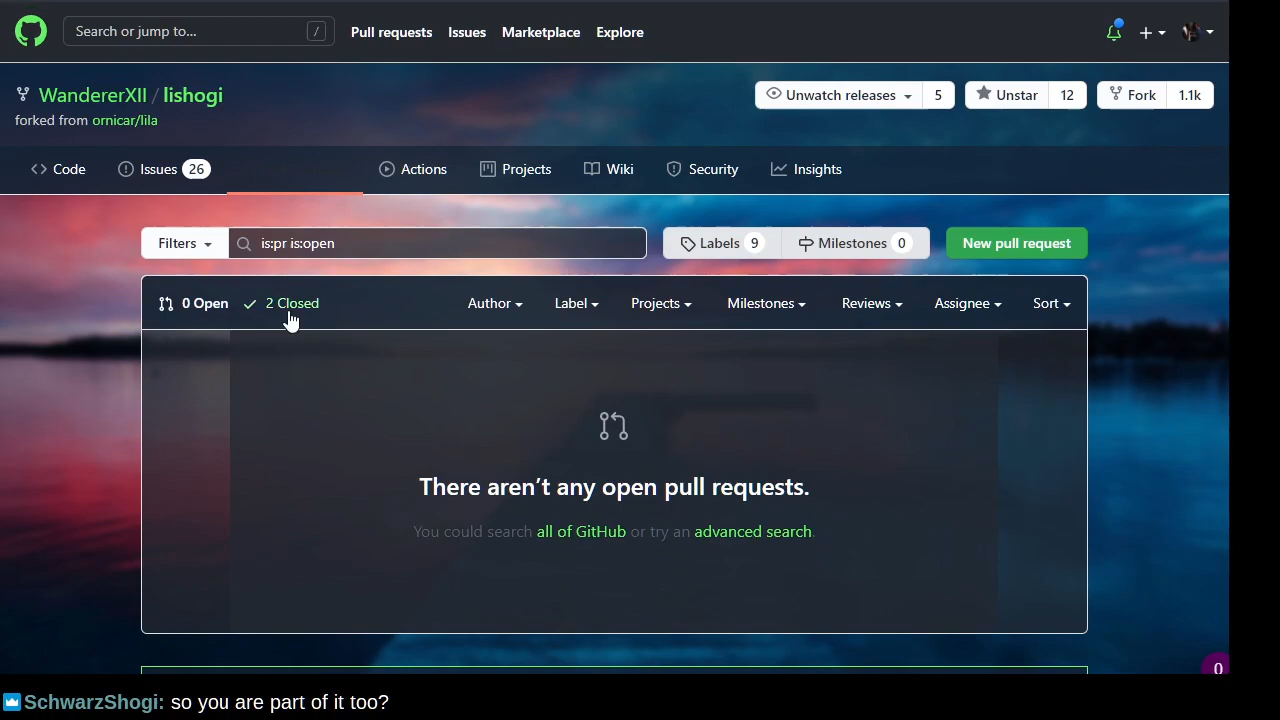 Search or jump to... / Pull requests Issues Marketplace Explore
WandererXII / lishogi Unwatch releases 5 Unstar 12 Fork 1.1k
forked from ornicar/lila
Code Issues 26 Actions Projects Wiki Security Insights
Filters is:pr is:open Labels 9 Milestones 0 New pull request
0 Open 2 Closed Author Label Projects Milestones Reviews Assignee Sort
There aren't any open pull requests.
You could search all of GitHub or try an advanced search.
0
SchwarzShogi: so you are part of it too?